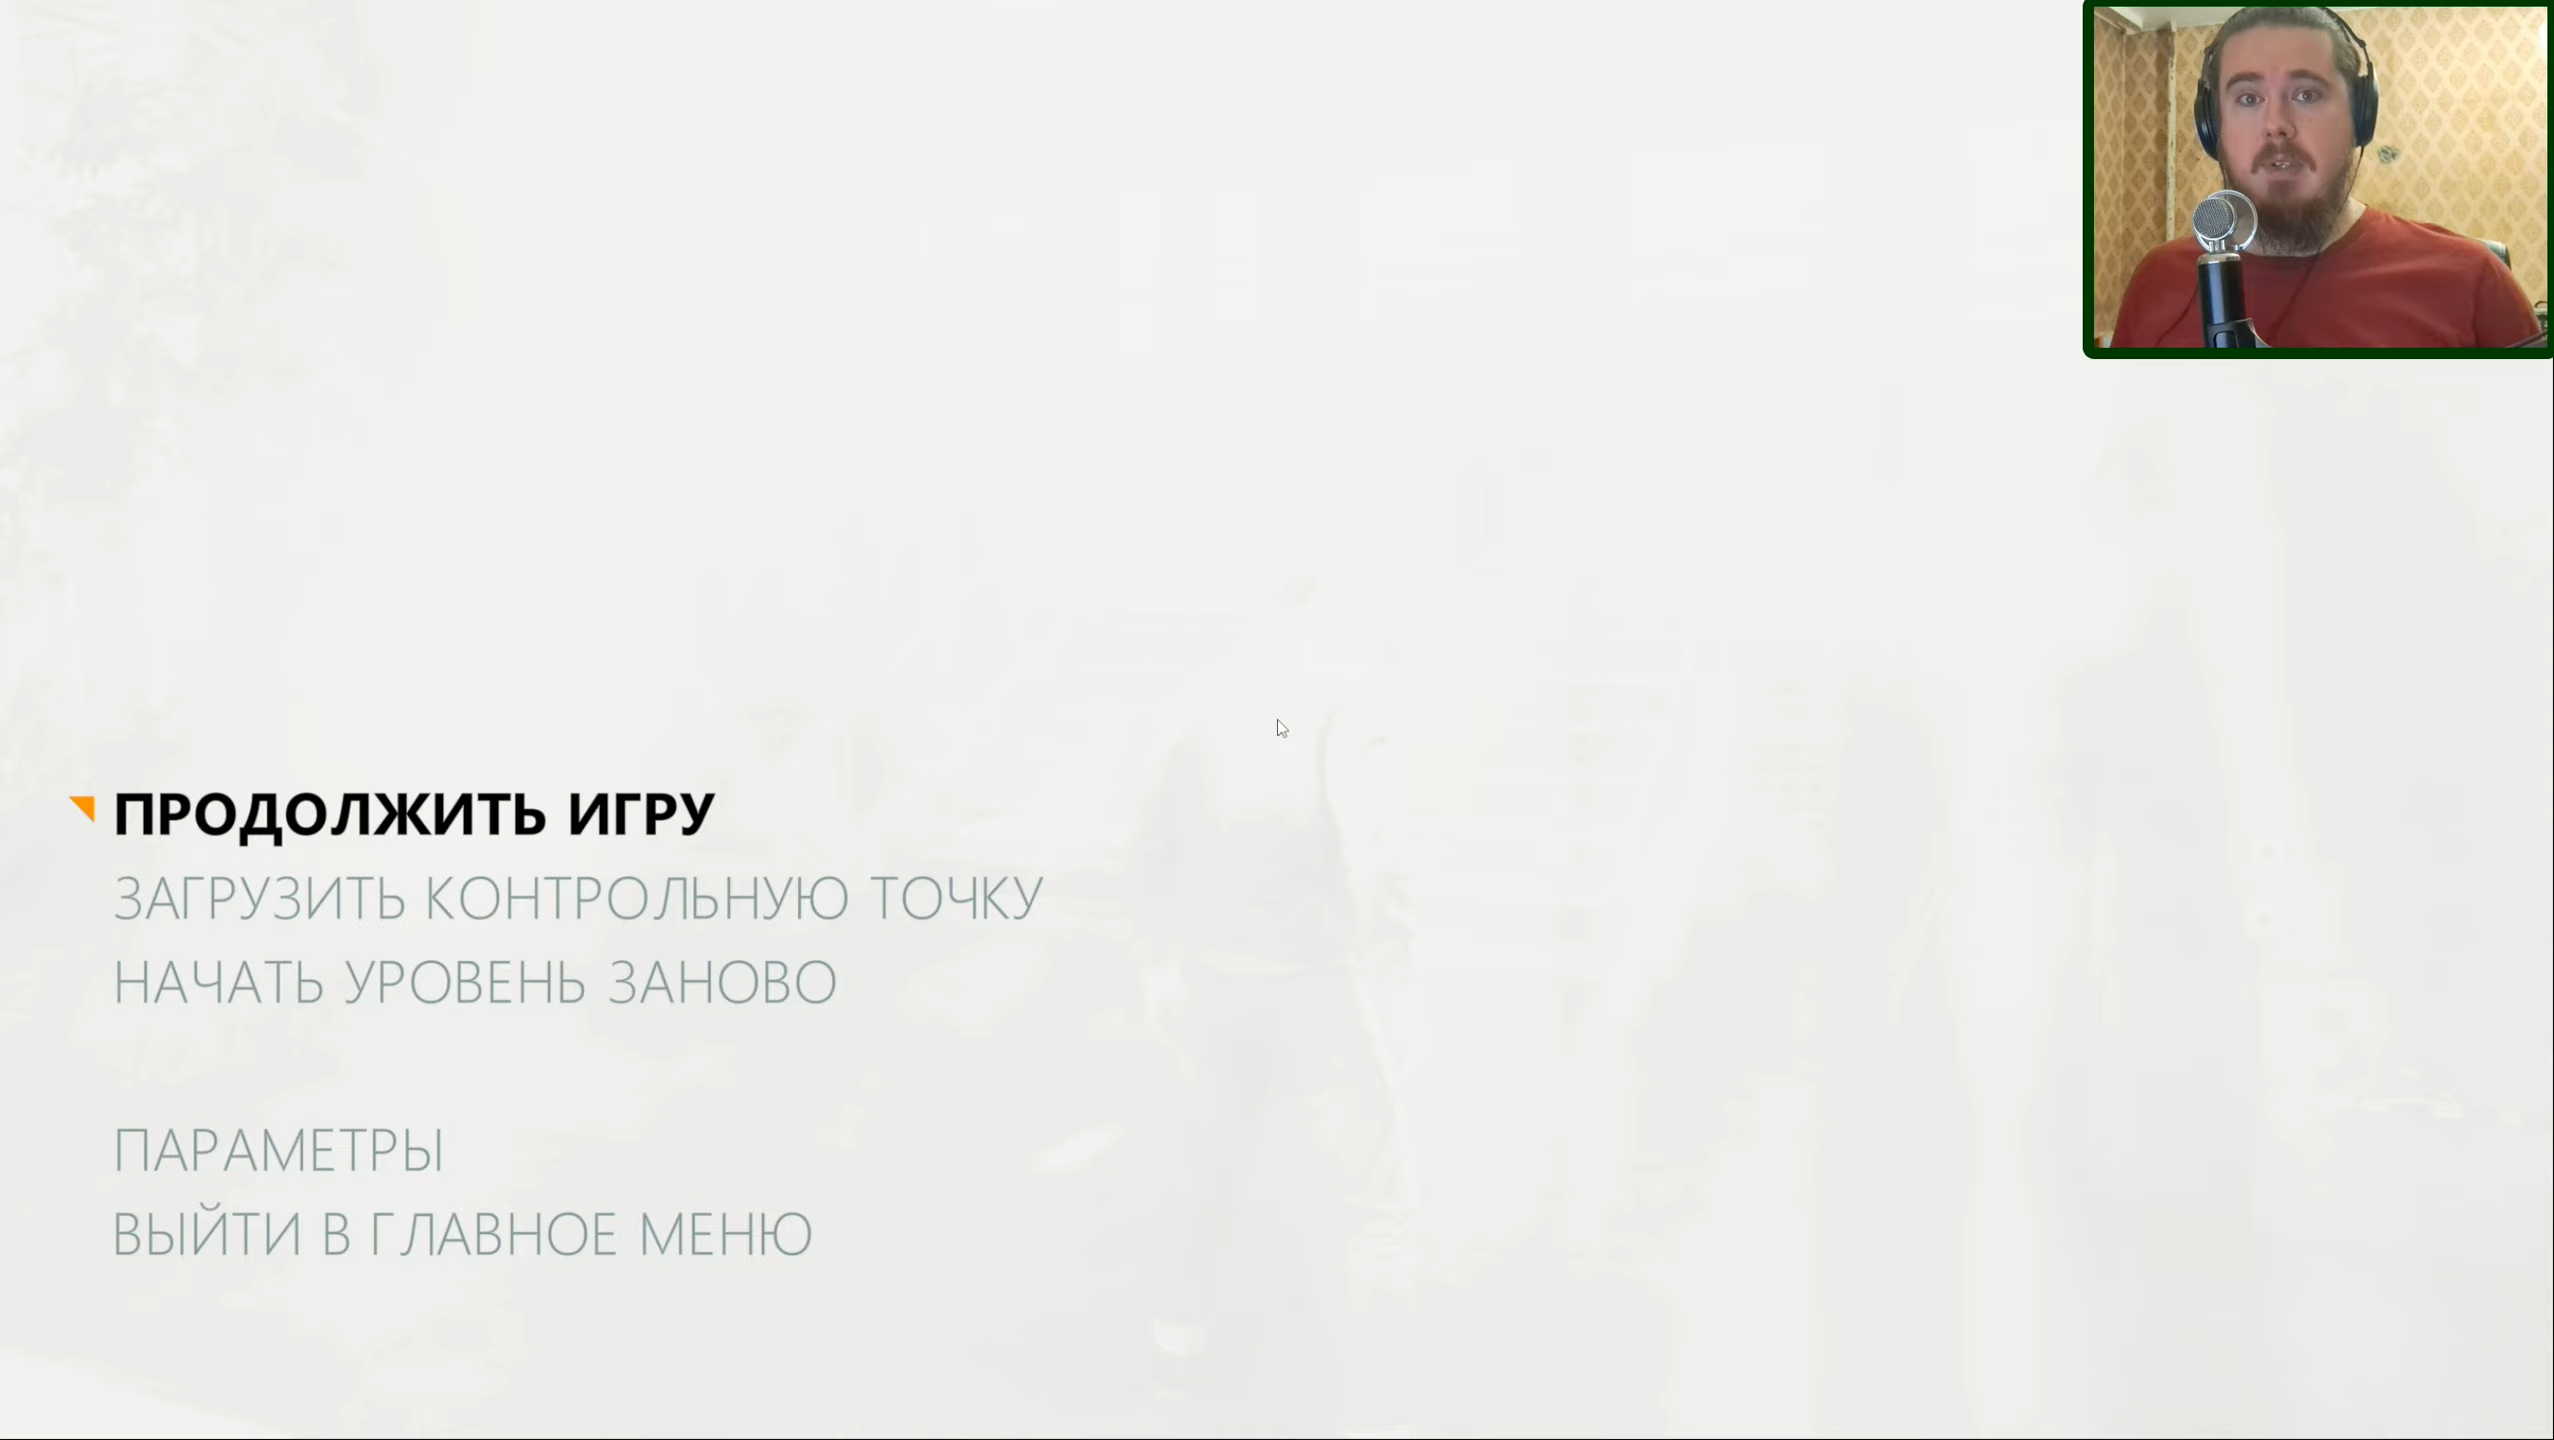 ПРОДОЛЖИТЬ ИГРУ
ЗАГРУЗИТЬ КОНТРОЛЬНУЮ ТОЧКУ
НАЧАТЬ УРОВЕНЬ ЗАНОВО
ПАРАМЕТРЫ
ВЫЙТИ В ГЛАВНОЕ МЕНЮ